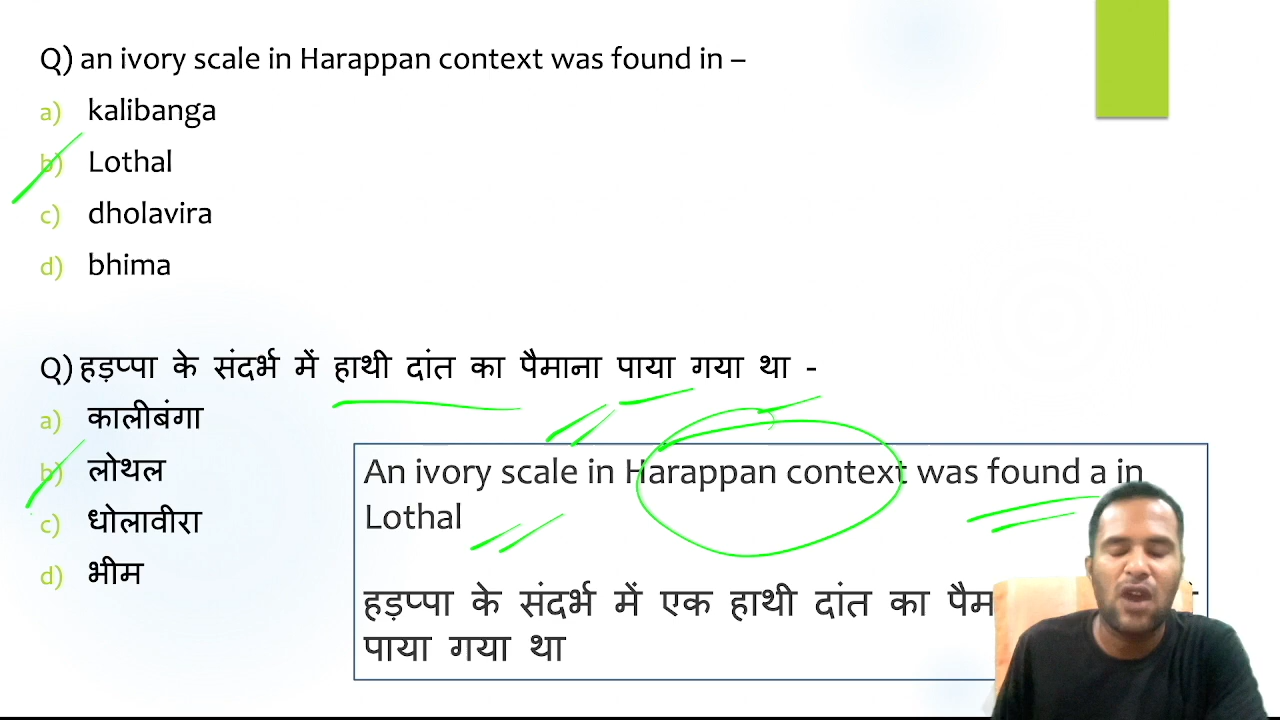 Q) an ivory scale in Harappan context was found in –
a) kalibanga
b) Lothal
c) dholavira
d) bhima
Q) हड़प्पा के संदर्भ में हाथी दांत का पैमाना पाया गया था -
a) कालीबंगा
b) लोथल
c) धोलावीरा
d) भीम
An ivory scale in Harappan context was found a in
Lothal
हड़प्पा के संदर्भ में एक हाथी दांत का
पाया गया था